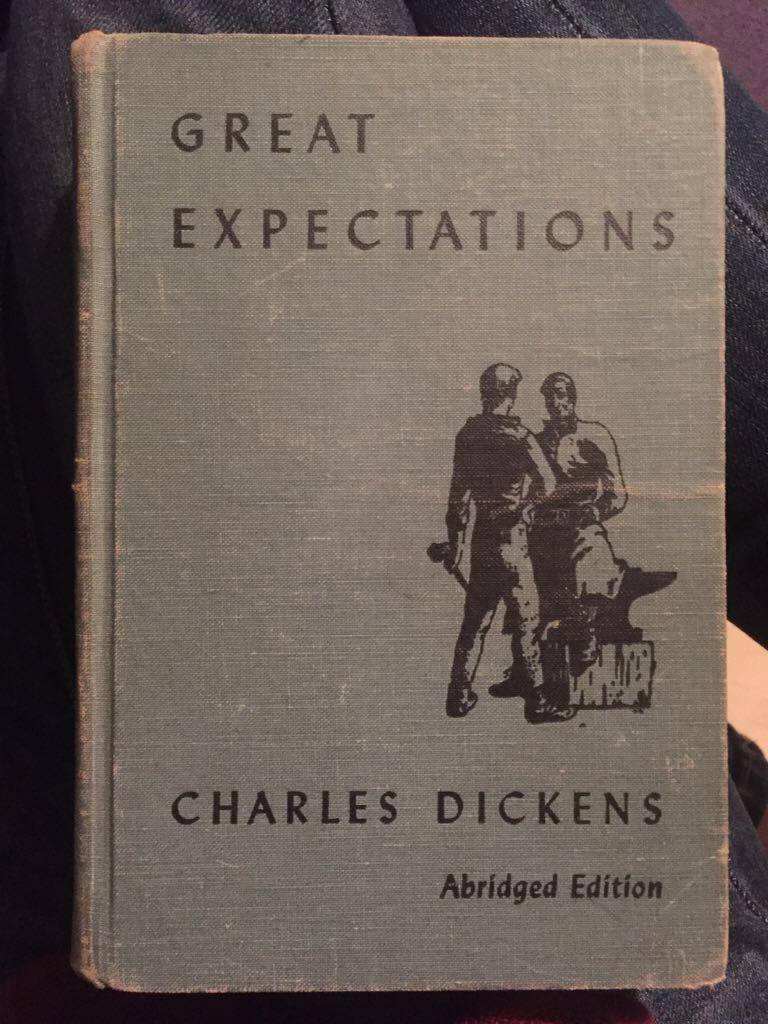 GREAT
EXPECTATIONS
CHARLES DICKENS
Abridged Edition